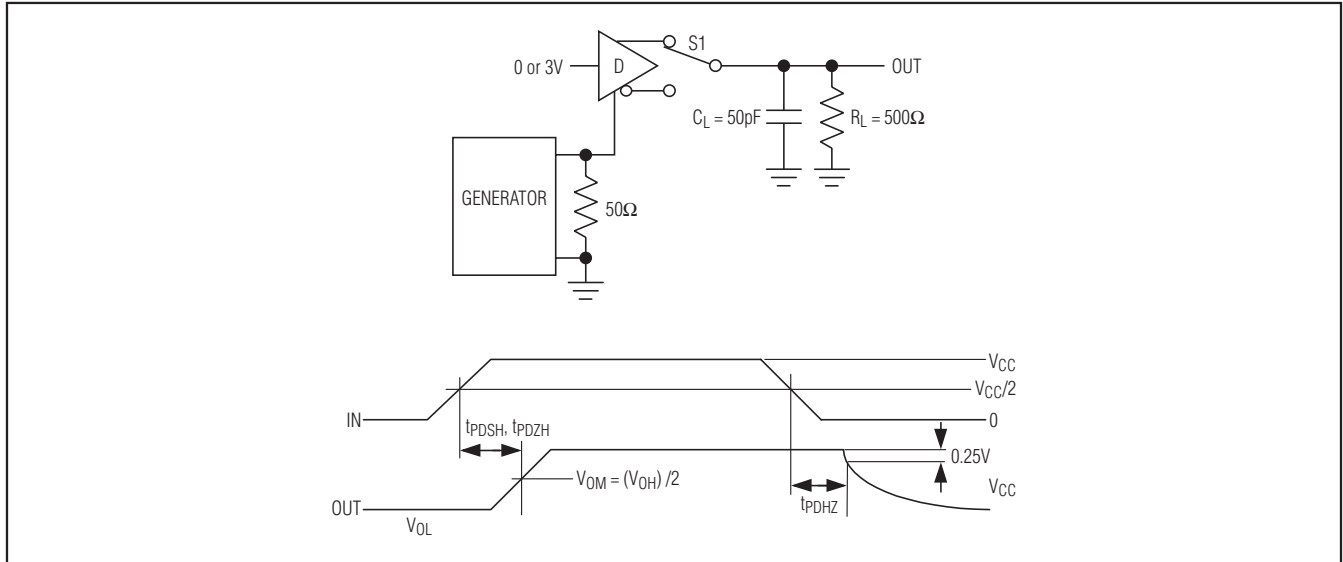 S1
0 or 3V
D
OUT
C_L = 50pF
R_L = 500Ω
GENERATOR
50Ω
V_CC
V_CC/2
IN
0
t_PDSH, t_PDZH
0.25V
V_OM = (V_OH) /2
V_CC
t_PDHZ
OUT
V_OL